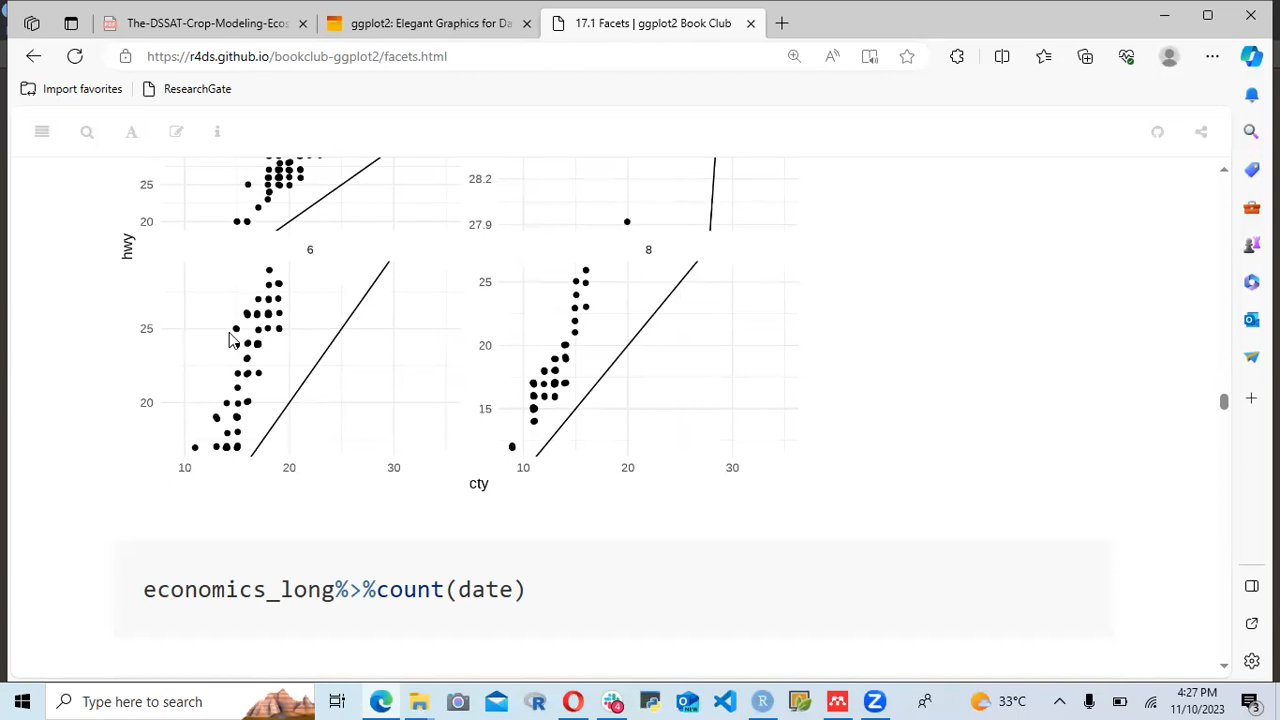 The-DSSAT-Crop-Modeling-Ecos
ggplot2: Elegant Graphics for Da
17.1 Facets | ggplot2 Book Club
https://r4ds.github.io/bookclub-ggplot2/facets.html
Import favorites
ResearchGate
25
20
28.2
27.9
hwy
6
8
25
20
25
20
15
10
20
30
10
20
30
cty
economics_long%>%count(date)
Type here to search
4
33°C
4:27 PM
11/10/2023
3